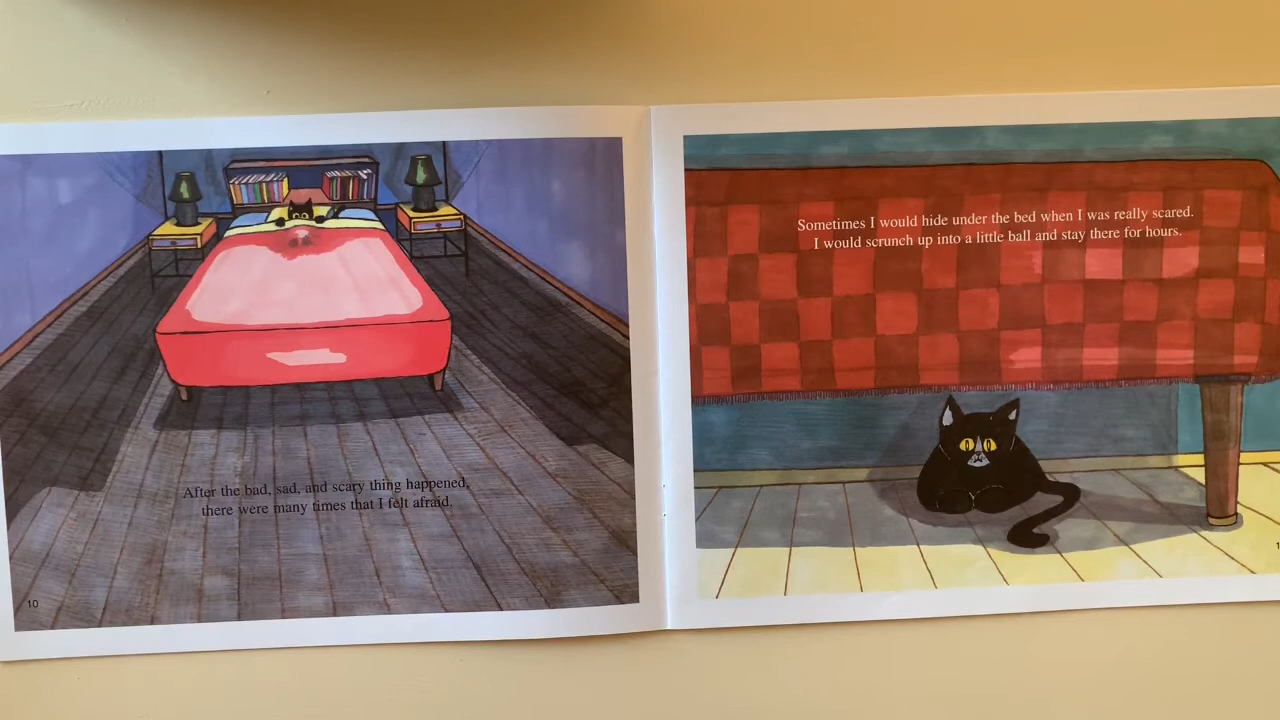 After the bad, sad, and scary thing happened,
there were many times that I felt afraid.
10
Sometimes I would hide under the bed when I was really scared.
I would scrunch up into a little ball and stay there for hours.